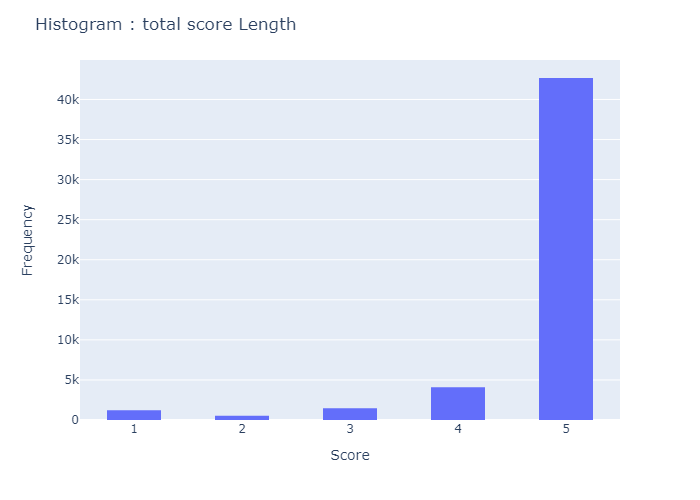 Histogram : total score Length
40k
35k
30k
25k
20k
15k
10k
5k
0
Frequency
1 2 3 4 5
Score